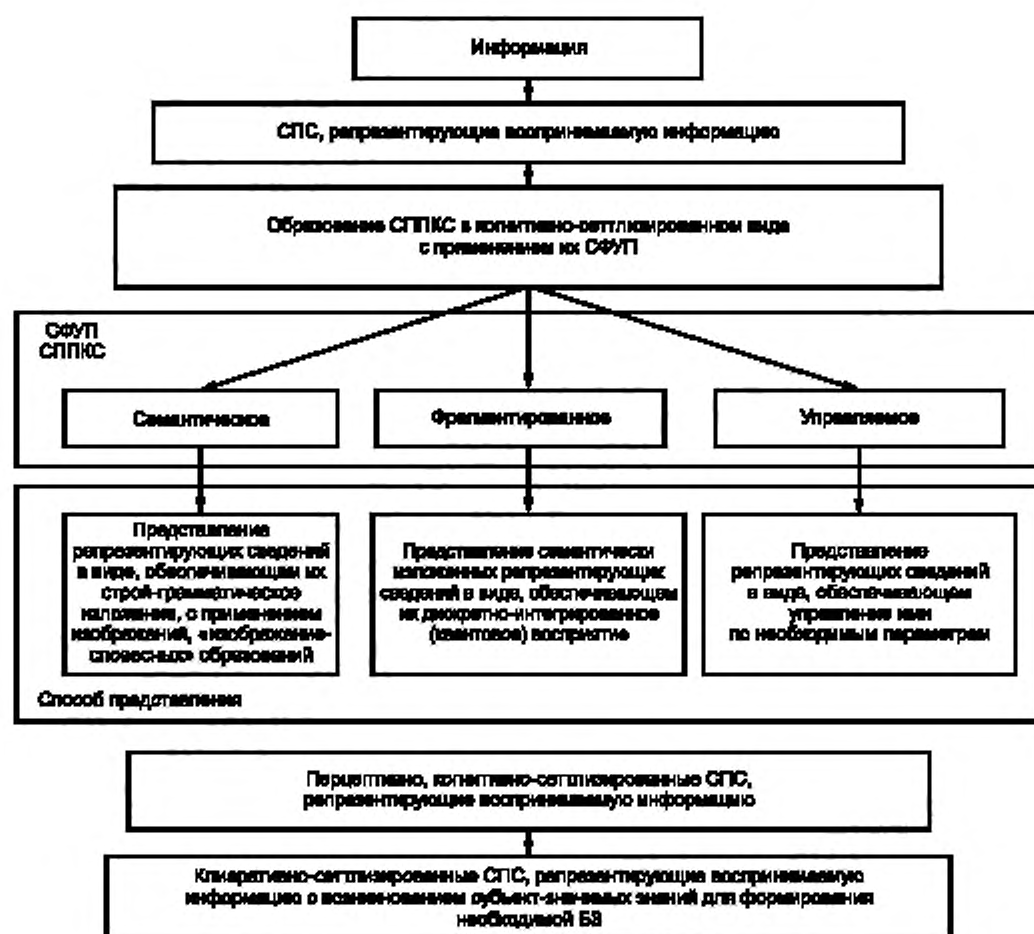 Информация
СПС, репрезентирующие воспринимаемую информацию
Образование СППКС в когнитивно-сеттлизированном виде
с применением их СФУП
СФУП
СППКС
Семантическое
Фрагментированное
Управляемое
Представление
репрезентирующих сведений
в виде, обеспечивающем их
строй-грамматическое
изложение, с применением
изображений, «изображение-
словесных» образований
Представление семантически
изложенных репрезентирующих
сведений в виде, обеспечивающем
их дискретно-интегрированное
(квантовое) восприятие
Представление
репрезентирующих сведений
в виде, обеспечивающем
управление ими
по необходимым параметрам
Способ представления
Перцептивно, когнитивно-сеттлизированные СПС,
репрезентирующие воспринимаемую информацию
СПС, репрезентирующие воспринимаемую
информацию с возникновением субъект-значимых знаний для формирования
необходимой БЗ